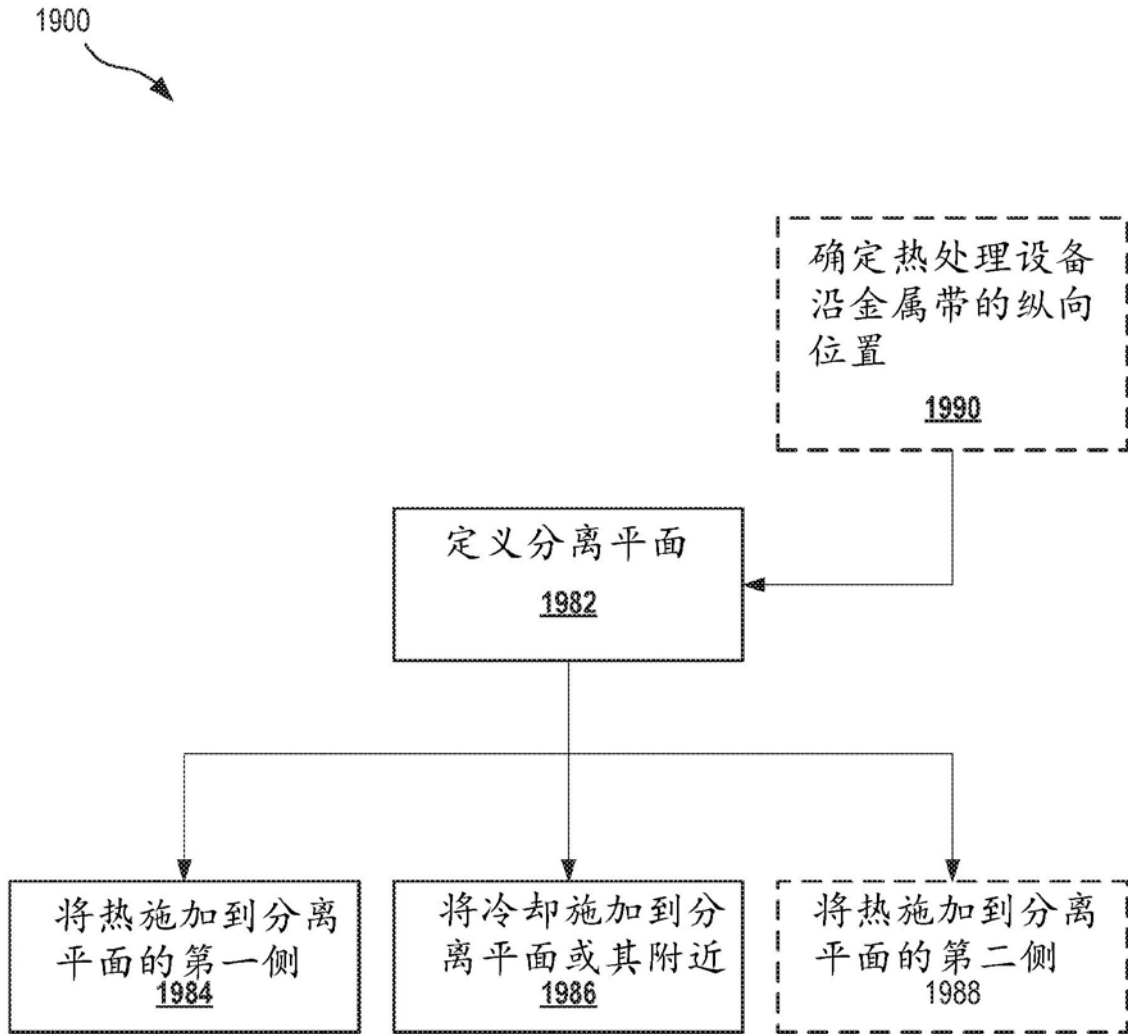 1900
确定热处理设备
沿金属带的纵向
位置
1990
定义分离平面
1982
将热施加到分离
平面的第一侧
1984
将冷却施加到分
离平面或其附近
1986
将热施加到分离
平面的第二侧
1988